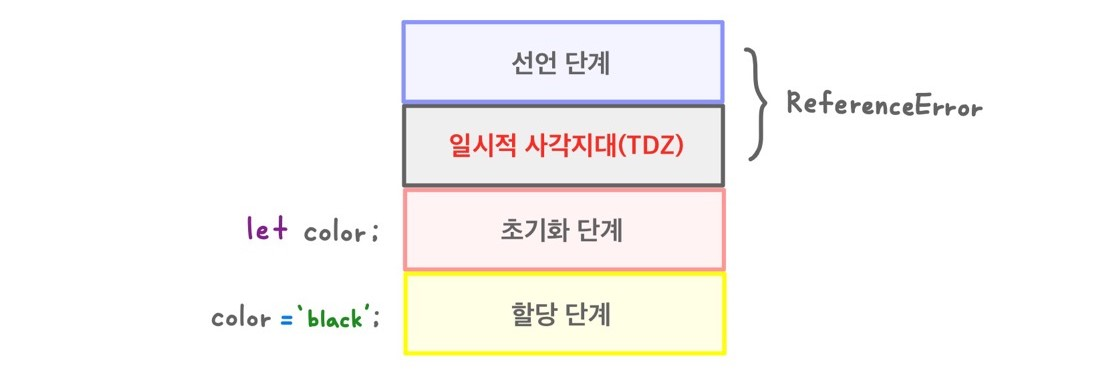 선언 단계
ReferenceError
일시적 사각지대(TDZ)
let color;
초기화 단계
color =`black';
할당 단계